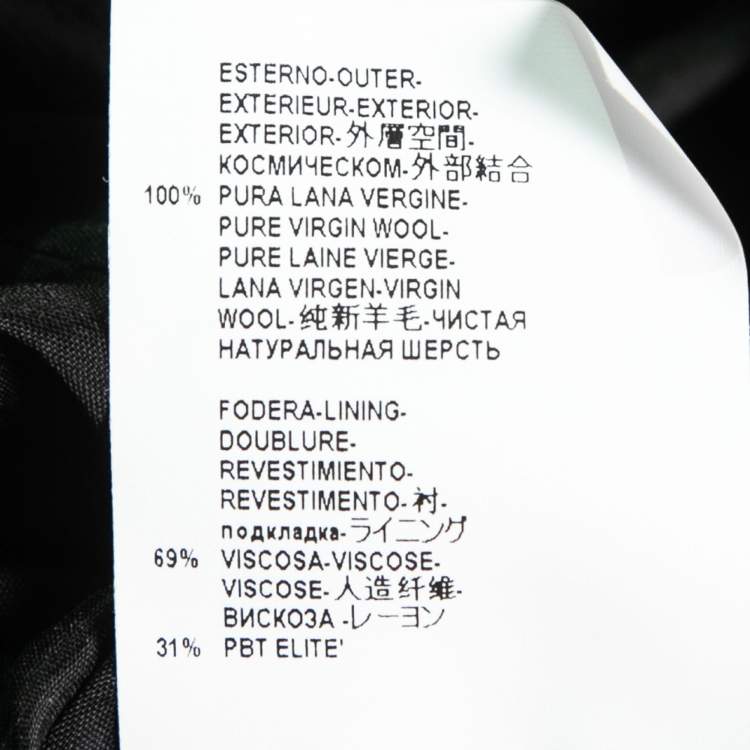 ESTERNO-OUTER-
EXTERIEUR-EXTERIOR-
EXTERIOR-外層空間-
КОСМИЧЕСКОМ-外部結合
100% PURA LANA VERGINE-
PURE VIRGIN WOOL-
PURE LAINE VIERGE-
LANA VIRGEN-VIRGIN
WOOL-纯新羊毛-ЧИСТАЯ
НАТУРАЛЬНАЯ ШЕРСТЬ
FODERA-LINING-
DOUBLURE-
REVESTIMIENTO-
REVESTIMENTO-衬-
подкладка-ライニング
69% VISCOSA-VISCOSE-
VISCOSE-人造纤维-
ВИСКОЗА -レーヨン
31% PBT ELITE'